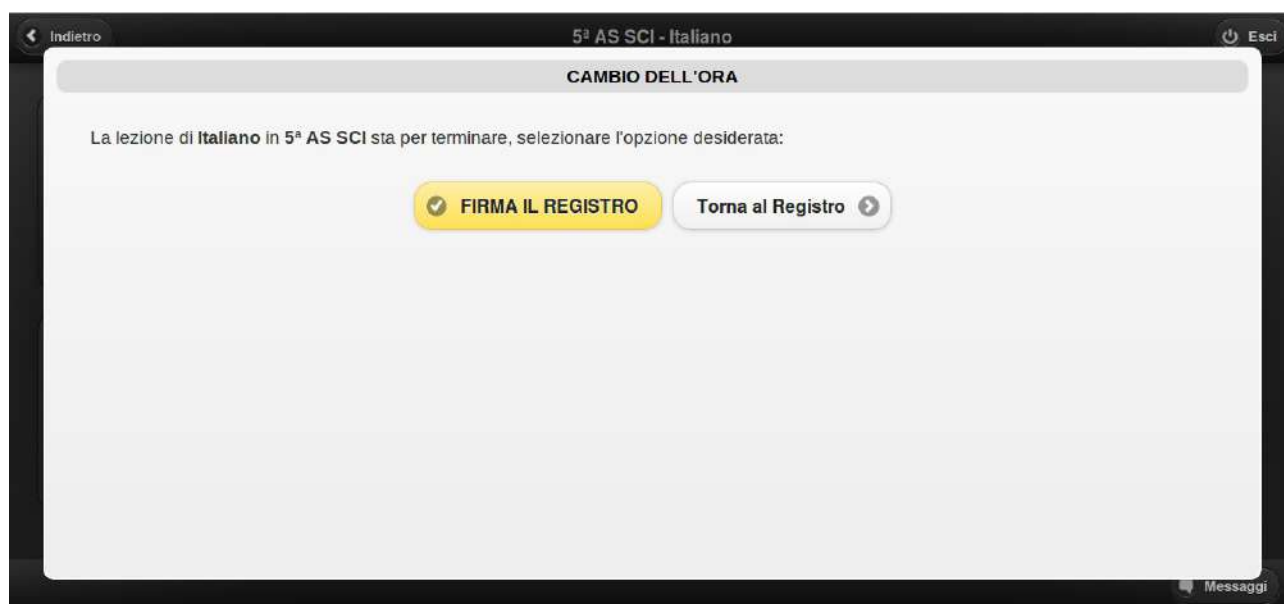 Indietro
5ª AS SCI - Italiano
Esci
CAMBIO DELL'ORA
La lezione di Italiano in 5ª AS SCI sta per terminare, selezionare l'opzione desiderata:
FIRMA IL REGISTRO
Torna al Registro
Messaggi